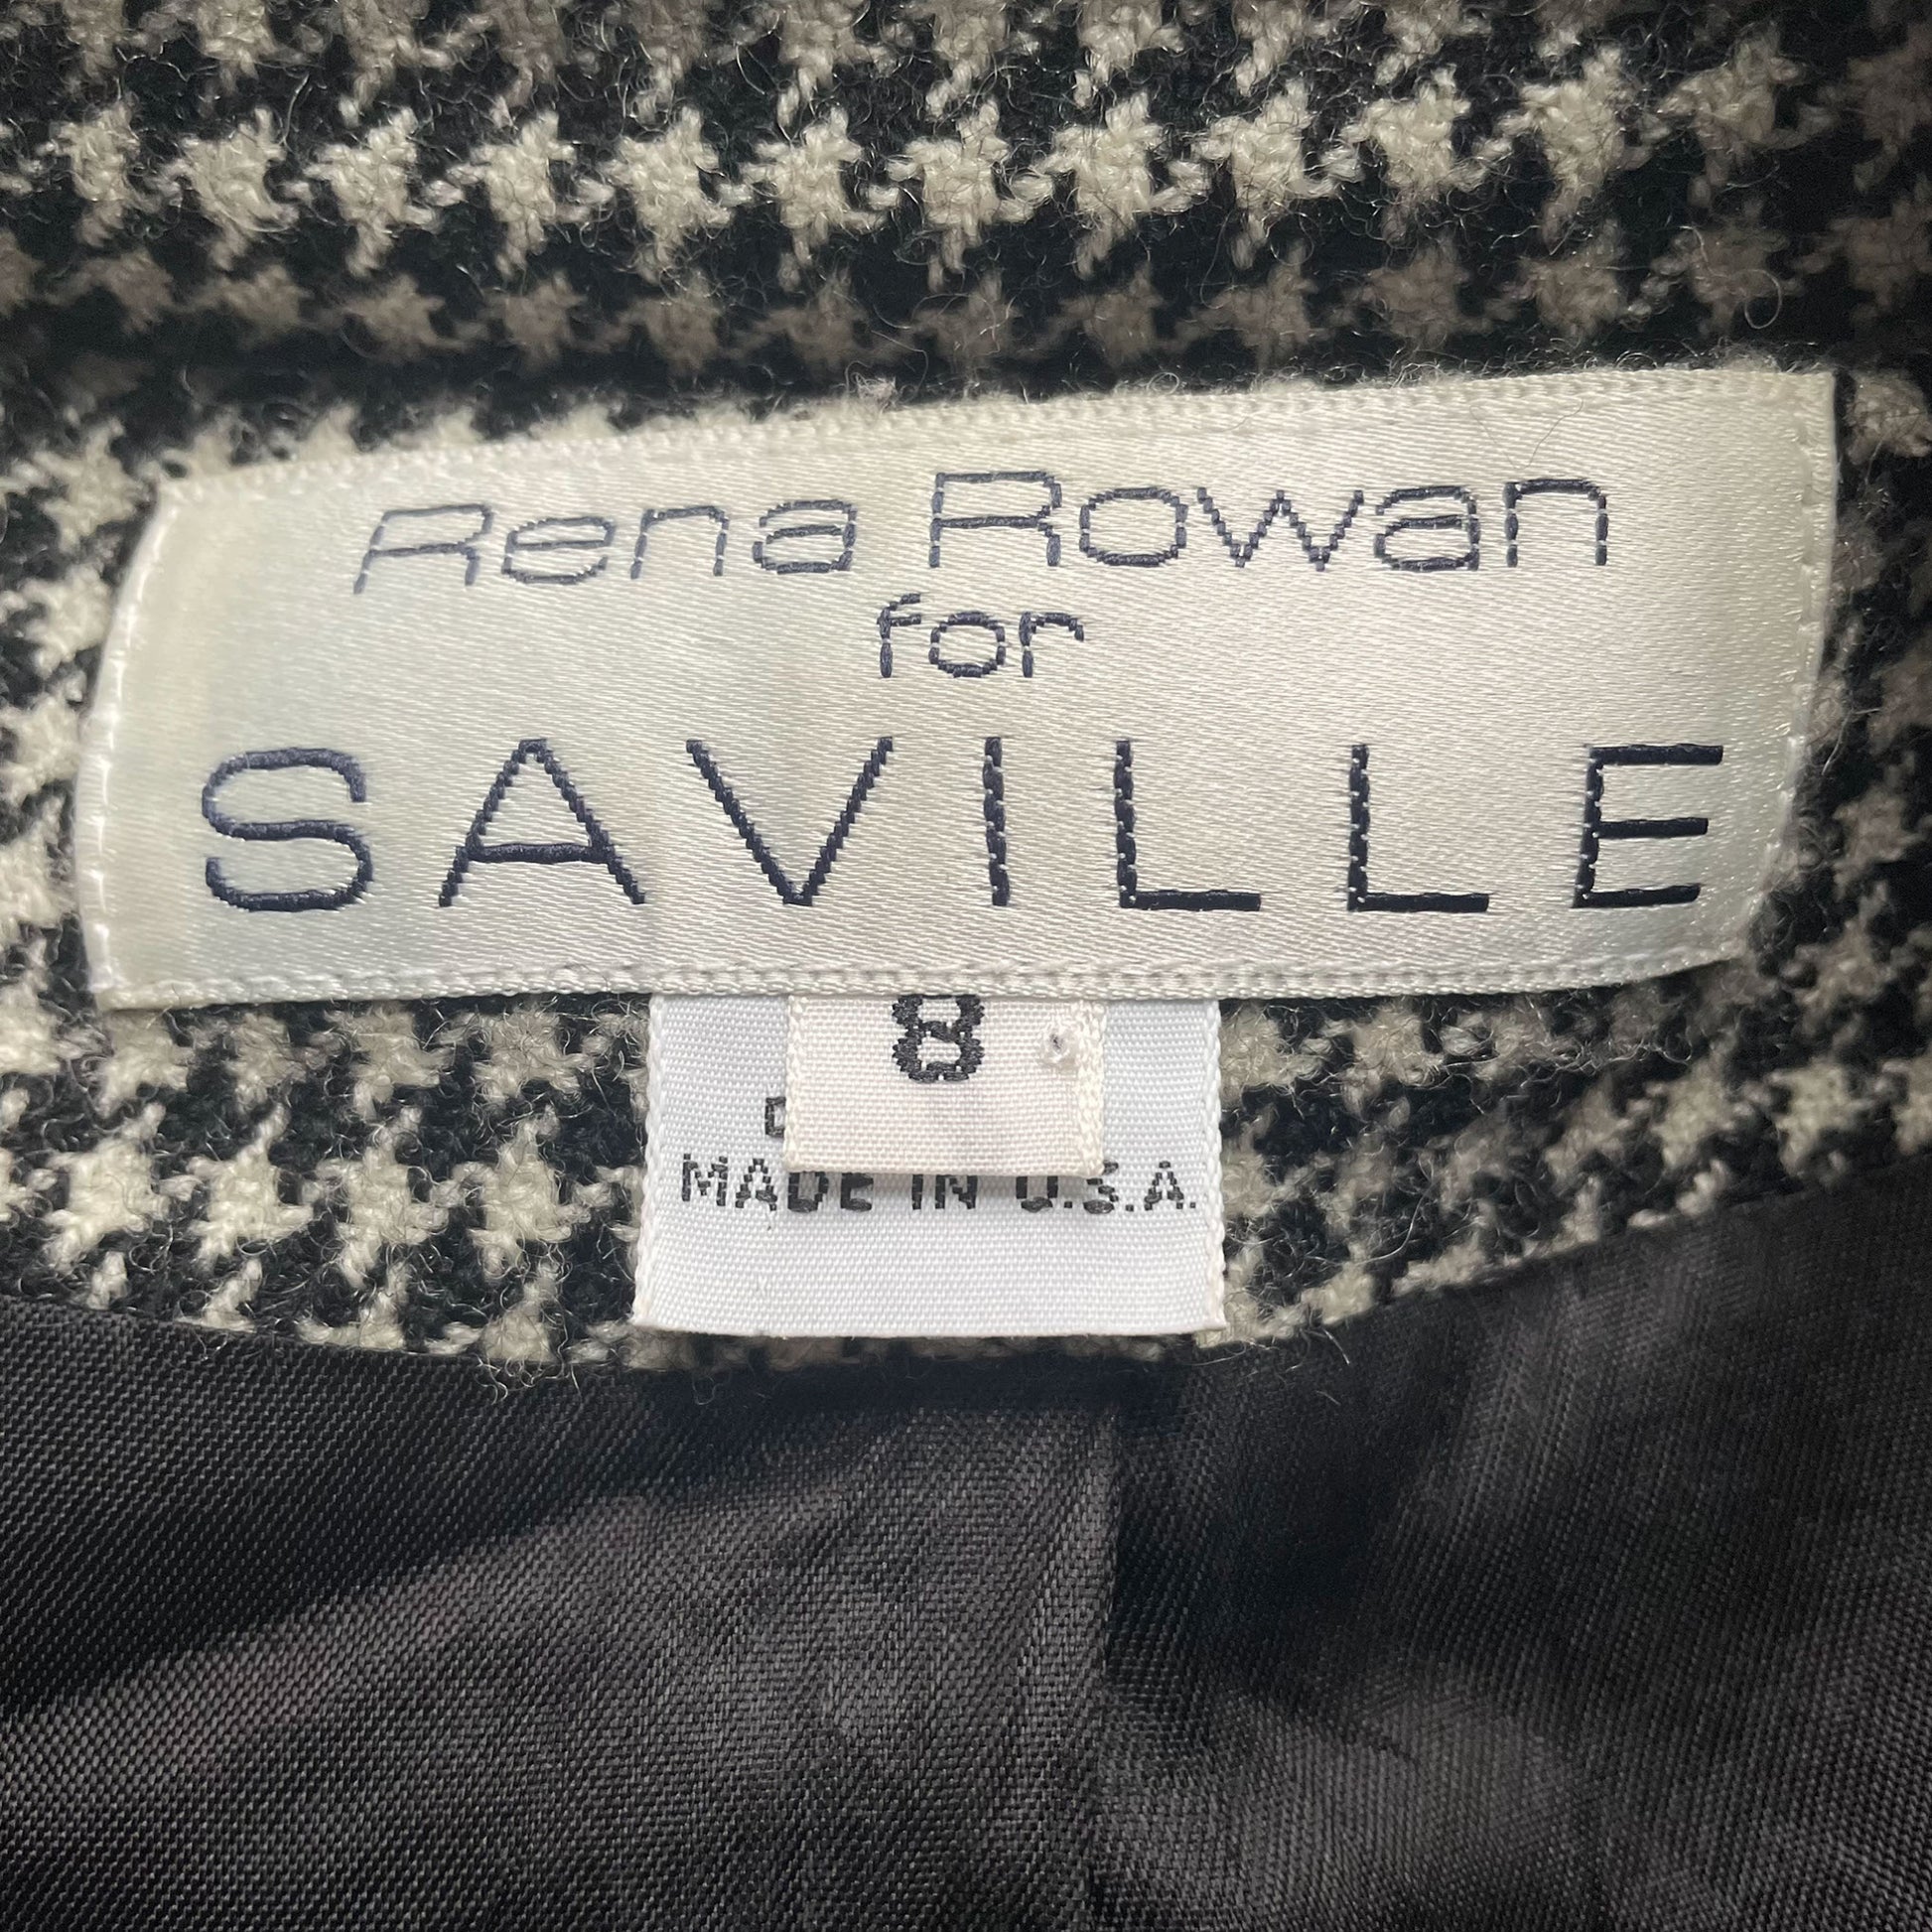 Rena Rowan
for
SAVILLE
8
MADE IN U.S.A.